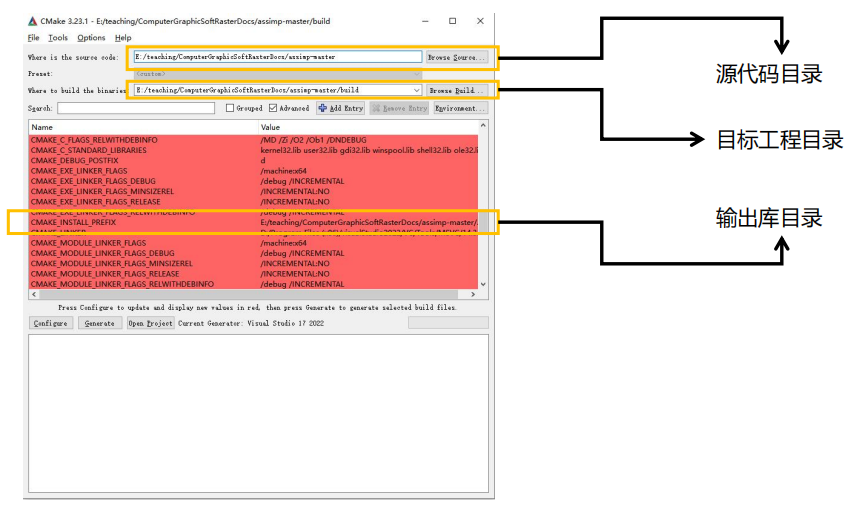 CMake 3.23.1 - E:/teaching/ComputerGraphicSoftRasterDocs/assimp-master/build
File Tools Options Help
Where is the source code: E:/teaching/ComputerGraphicSoftRasterDocs/assimp-master Browse Source...
Preset: <custom>
Where to build the binaries: E:/teaching/ComputerGraphicSoftRasterDocs/assimp-master/build Browse Build...
Search: Grouped Advanced Add Entry Remove Entry Environment...
Name Value
CMAKE_C_FLAGS_RELWITHDEBINFO /MD /Zi /O2 /Ob1 /DNDEBUG
CMAKE_C_STANDARD_LIBRARIES kernel32.lib user32.lib gdi32.lib winspool.lib shell32.lib ole32.li
CMAKE_DEBUG_POSTFIX d
CMAKE_EXE_LINKER_FLAGS /machine:x64
CMAKE_EXE_LINKER_FLAGS_DEBUG /debug /INCREMENTAL
CMAKE_EXE_LINKER_FLAGS_MINSIZEREL /INCREMENTAL:NO
CMAKE_EXE_LINKER_FLAGS_RELEASE /INCREMENTAL:NO
CMAKE_EXE_LINKER_FLAGS_RELWITHDEBINFO /debug /INCREMENTAL
CMAKE_INSTALL_PREFIX E:/teaching/ComputerGraphicSoftRasterDocs/assimp-master/
CMAKE_LINKER
CMAKE_MODULE_LINKER_FLAGS /machine:x64
CMAKE_MODULE_LINKER_FLAGS_DEBUG /debug /INCREMENTAL
CMAKE_MODULE_LINKER_FLAGS_MINSIZEREL /INCREMENTAL:NO
CMAKE_MODULE_LINKER_FLAGS_RELEASE /INCREMENTAL:NO
CMAKE_MODULE_LINKER_FLAGS_RELWITHDEBINFO /debug /INCREMENTAL
Press Configure to update and display new values in red, then press Generate to generate selected build files.
Configure Generate Open Project Current Generator: Visual Studio 17 2022
源代码目录
目标工程目录
输出库目录